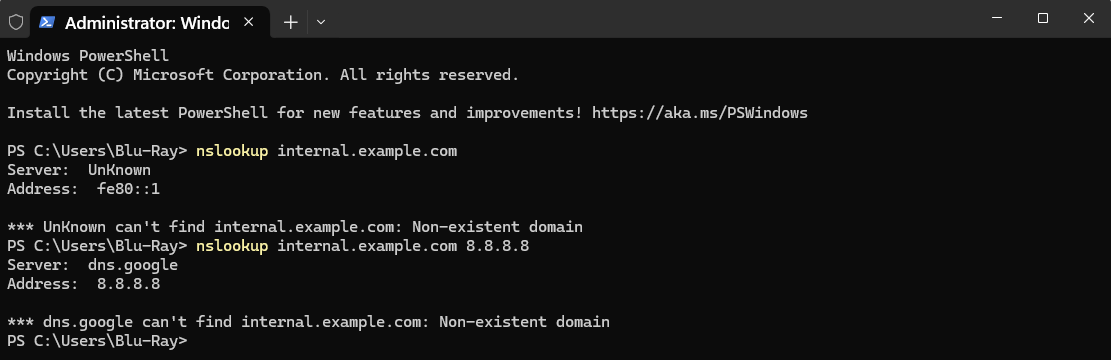 Administrator: Windo
Windows PowerShell
Copyright (C) Microsoft Corporation. All rights reserved.
Install the latest PowerShell for new features and improvements! https://aka.ms/PSWindows
PS C:\Users\Blu-Ray> nslookup internal.example.com
Server:  UnKnown
Address:  fe80::1
*** UnKnown can't find internal.example.com: Non-existent domain
PS C:\Users\Blu-Ray> nslookup internal.example.com 8.8.8.8
Server:  dns.google
Address:  8.8.8.8
*** dns.google can't find internal.example.com: Non-existent domain
PS C:\Users\Blu-Ray>